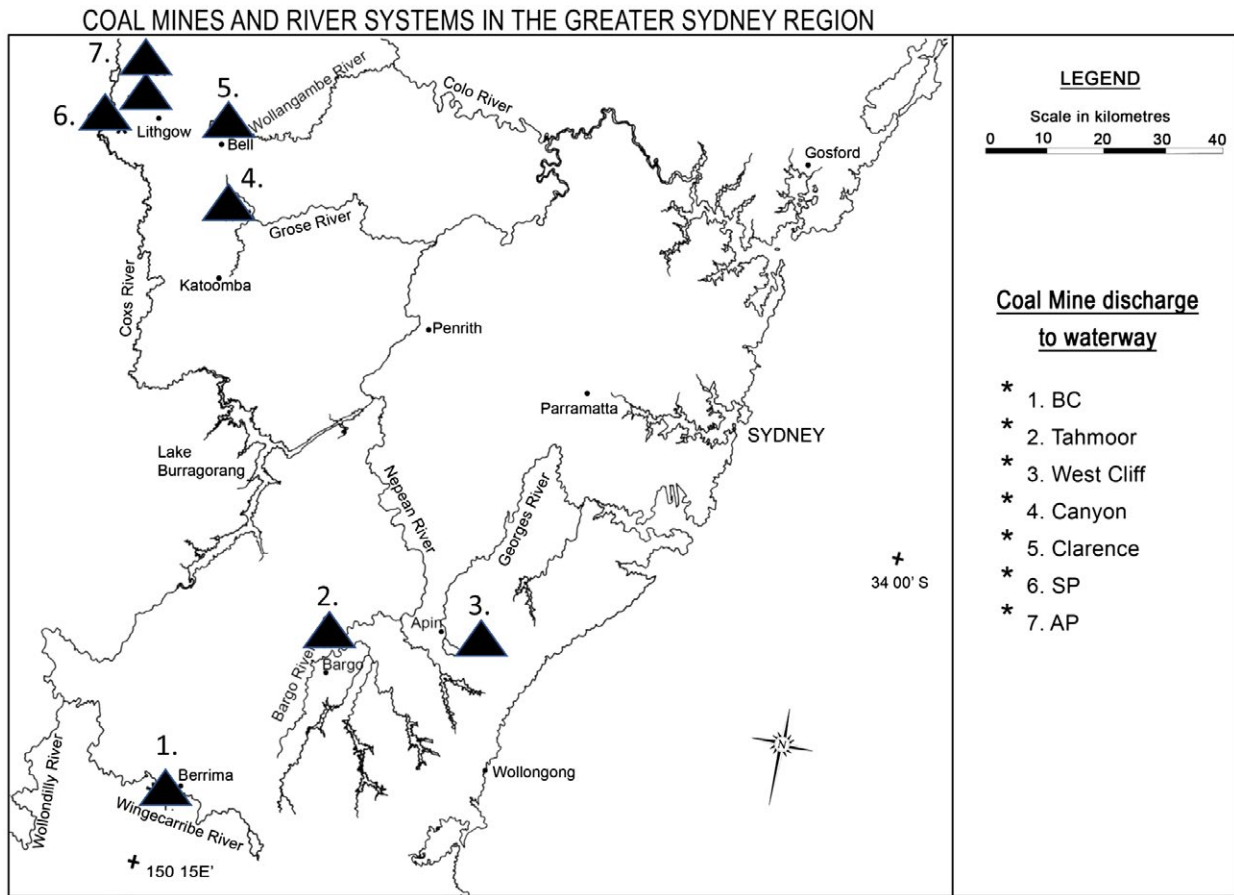 COAL MINES AND RIVER SYSTEMS IN THE GREATER SYDNEY REGION
7.
6.
5.
Lithgow
Bell
Wollangambe River
Colo River
Gosford
4.
Grose River
Katoomba
Coxs River
Penrith
Parramatta
SYDNEY
Lake
Burragorang
Nepean River
Georges River
34 00' S
2.
3.
Apin
Bargo River
Bargo
1.
Berrima
Wollondilly River
Wingecarribe River
Wollongong
N
150 15E'
LEGEND
Scale in kilometres
0 10 20 30 40
Coal Mine discharge
to waterway
* 1. BC
* 2. Tahmoor
* 3. West Cliff
* 4. Canyon
* 5. Clarence
* 6. SP
* 7. AP